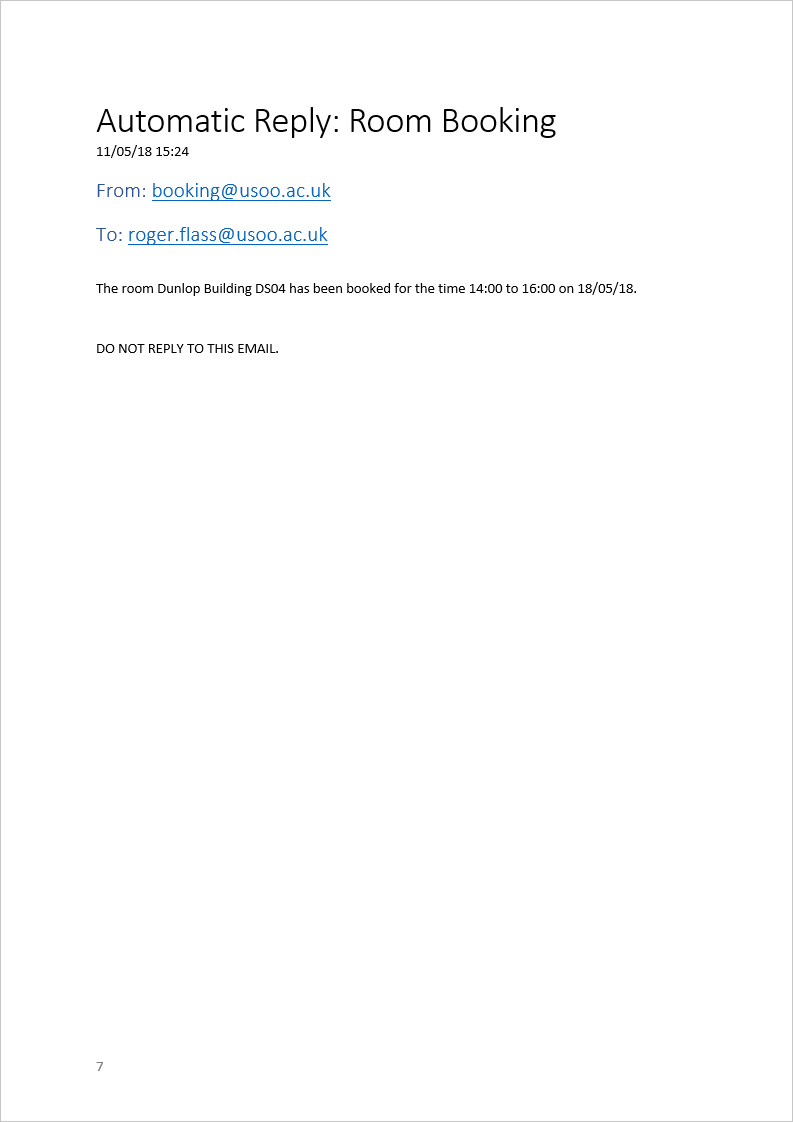 Automatic Reply: Room Booking
11/05/18 15:24
From: booking@usoo.ac.uk
To: roger.flass@usoo.ac.uk
The room Dunlop Building DS04 has been booked for the time 14:00 to 16:00 on 18/05/18.
DO NOT REPLY TO THIS EMAIL.
7